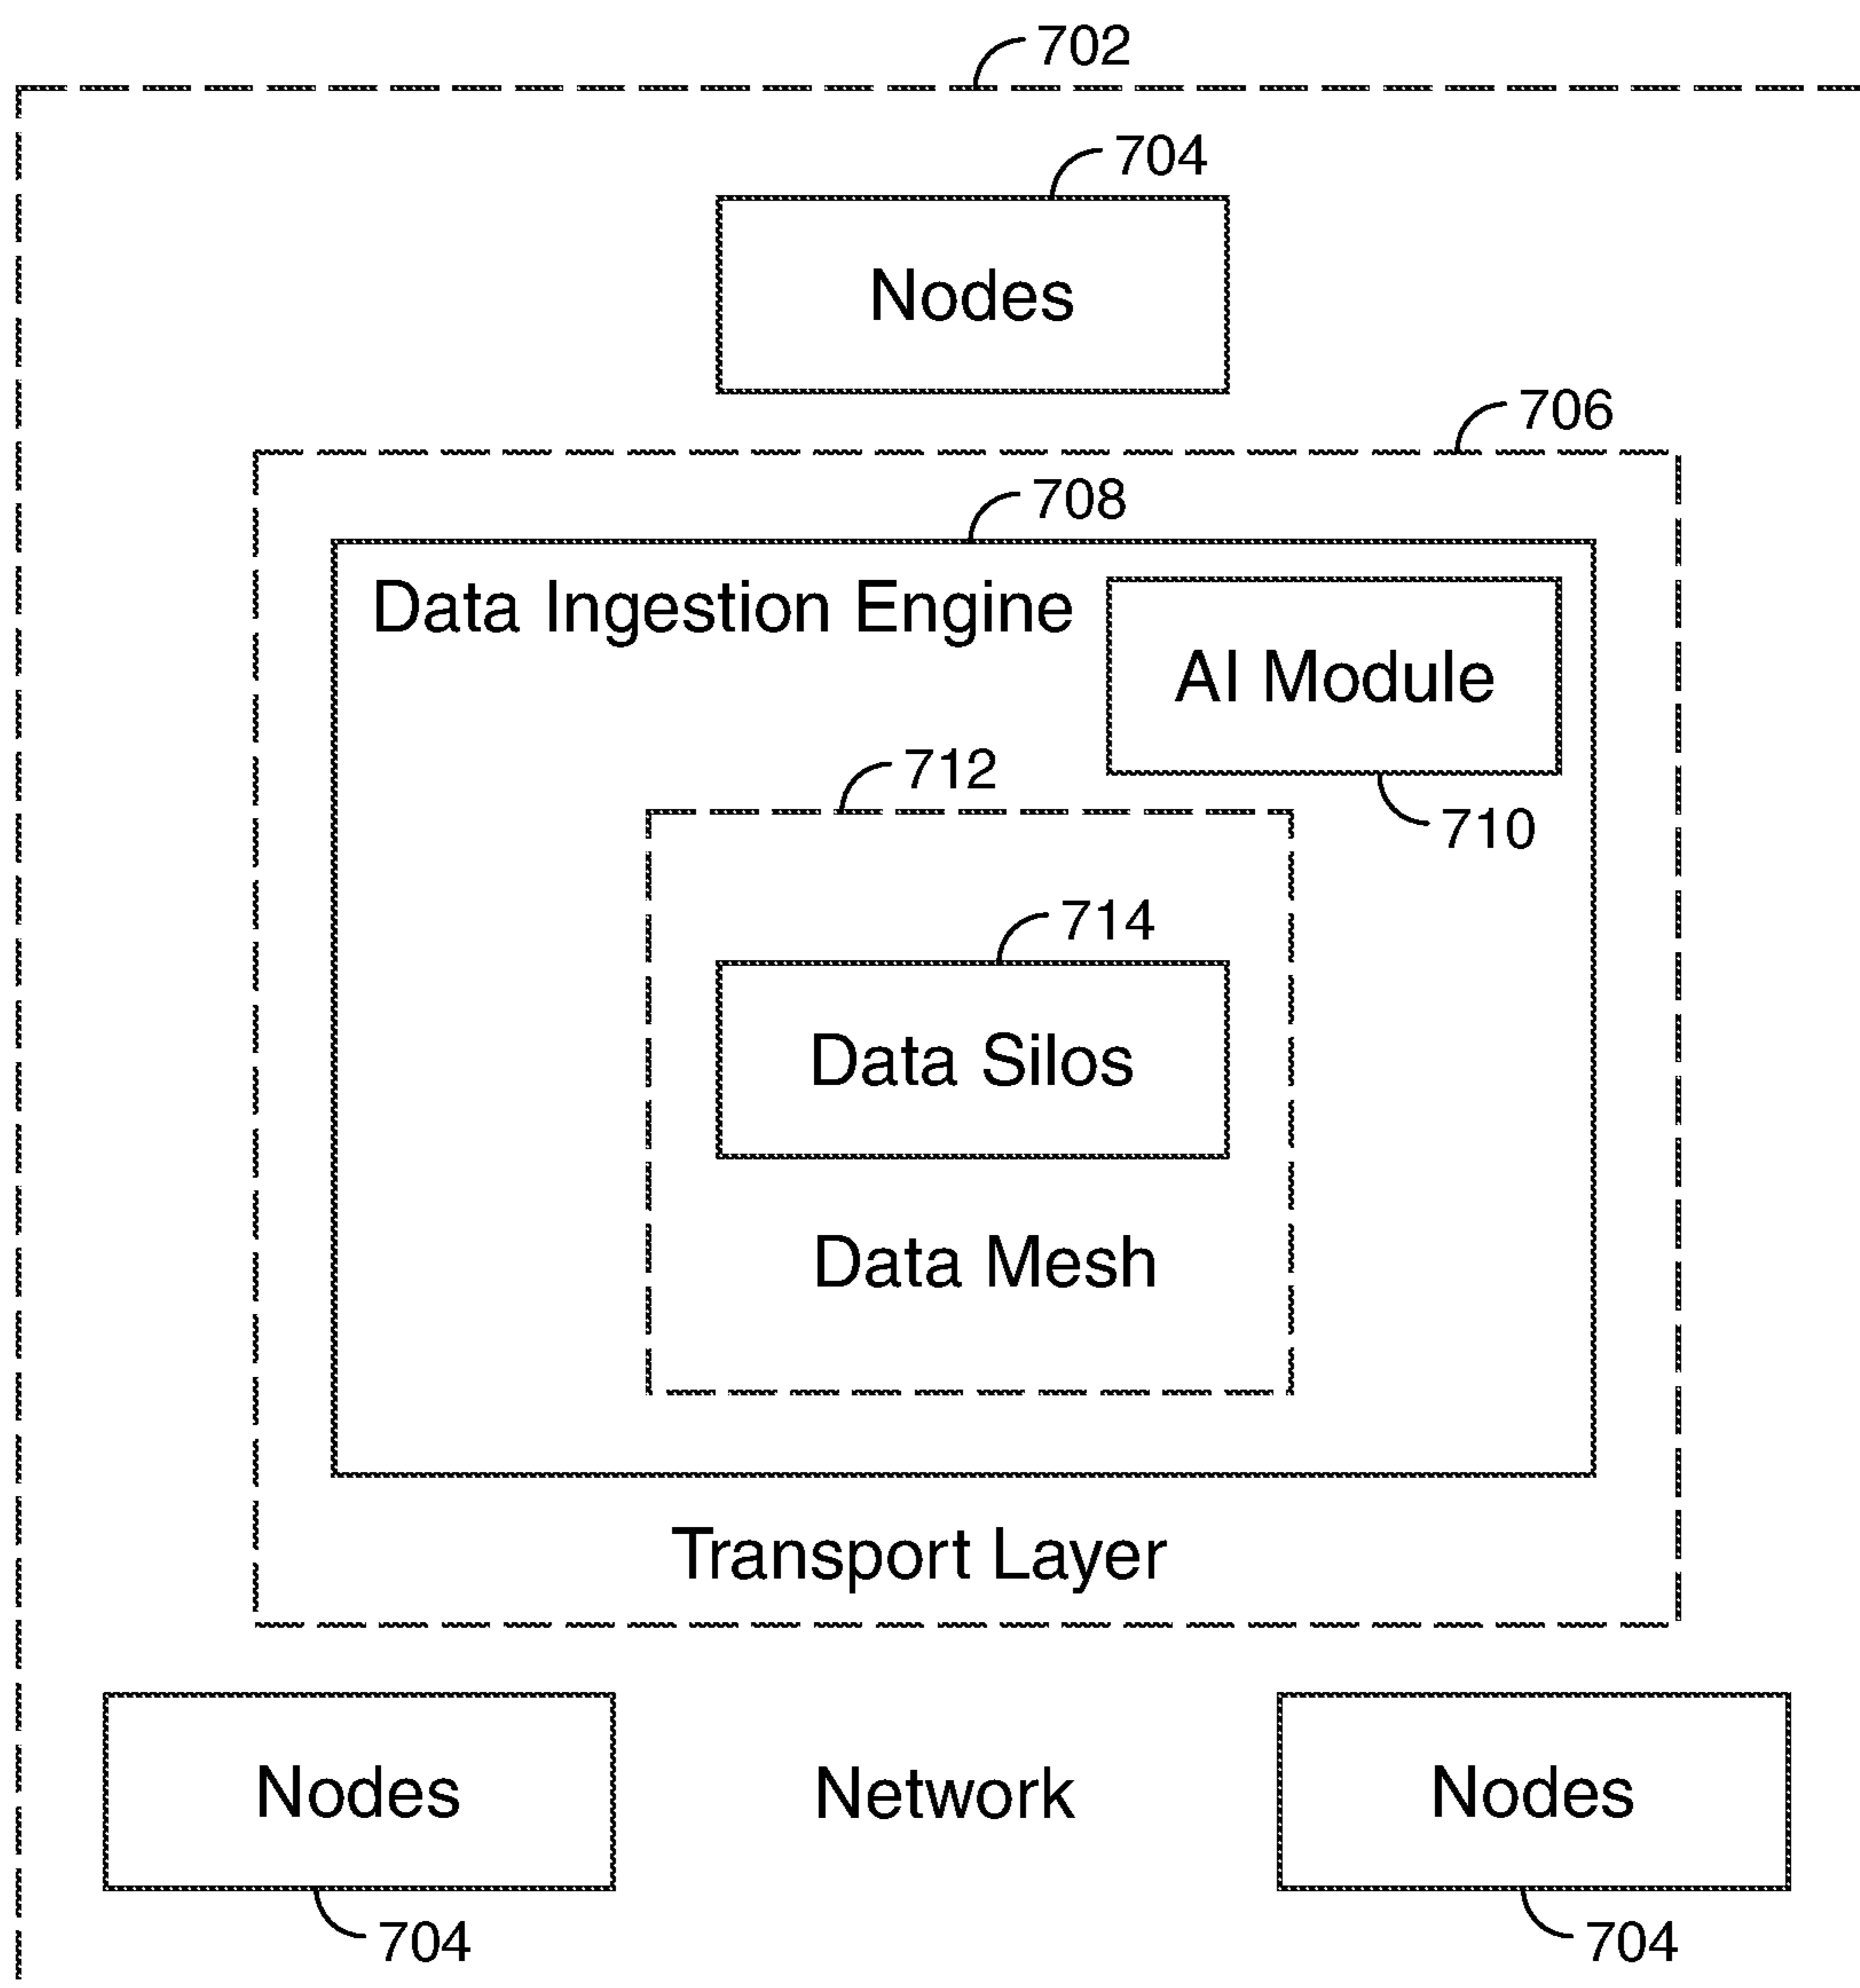 702
704
Nodes
706
708
Data Ingestion Engine
AI Module
712
710
714
Data Silos
Data Mesh
Transport Layer
Nodes
Network
Nodes
704
704